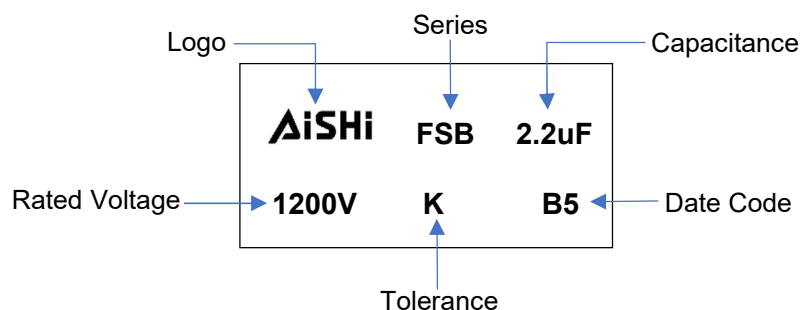 Series
Logo
Capacitance
AiSHi FSB 2.2uF
Rated Voltage
1200V K B5
Date Code
Tolerance